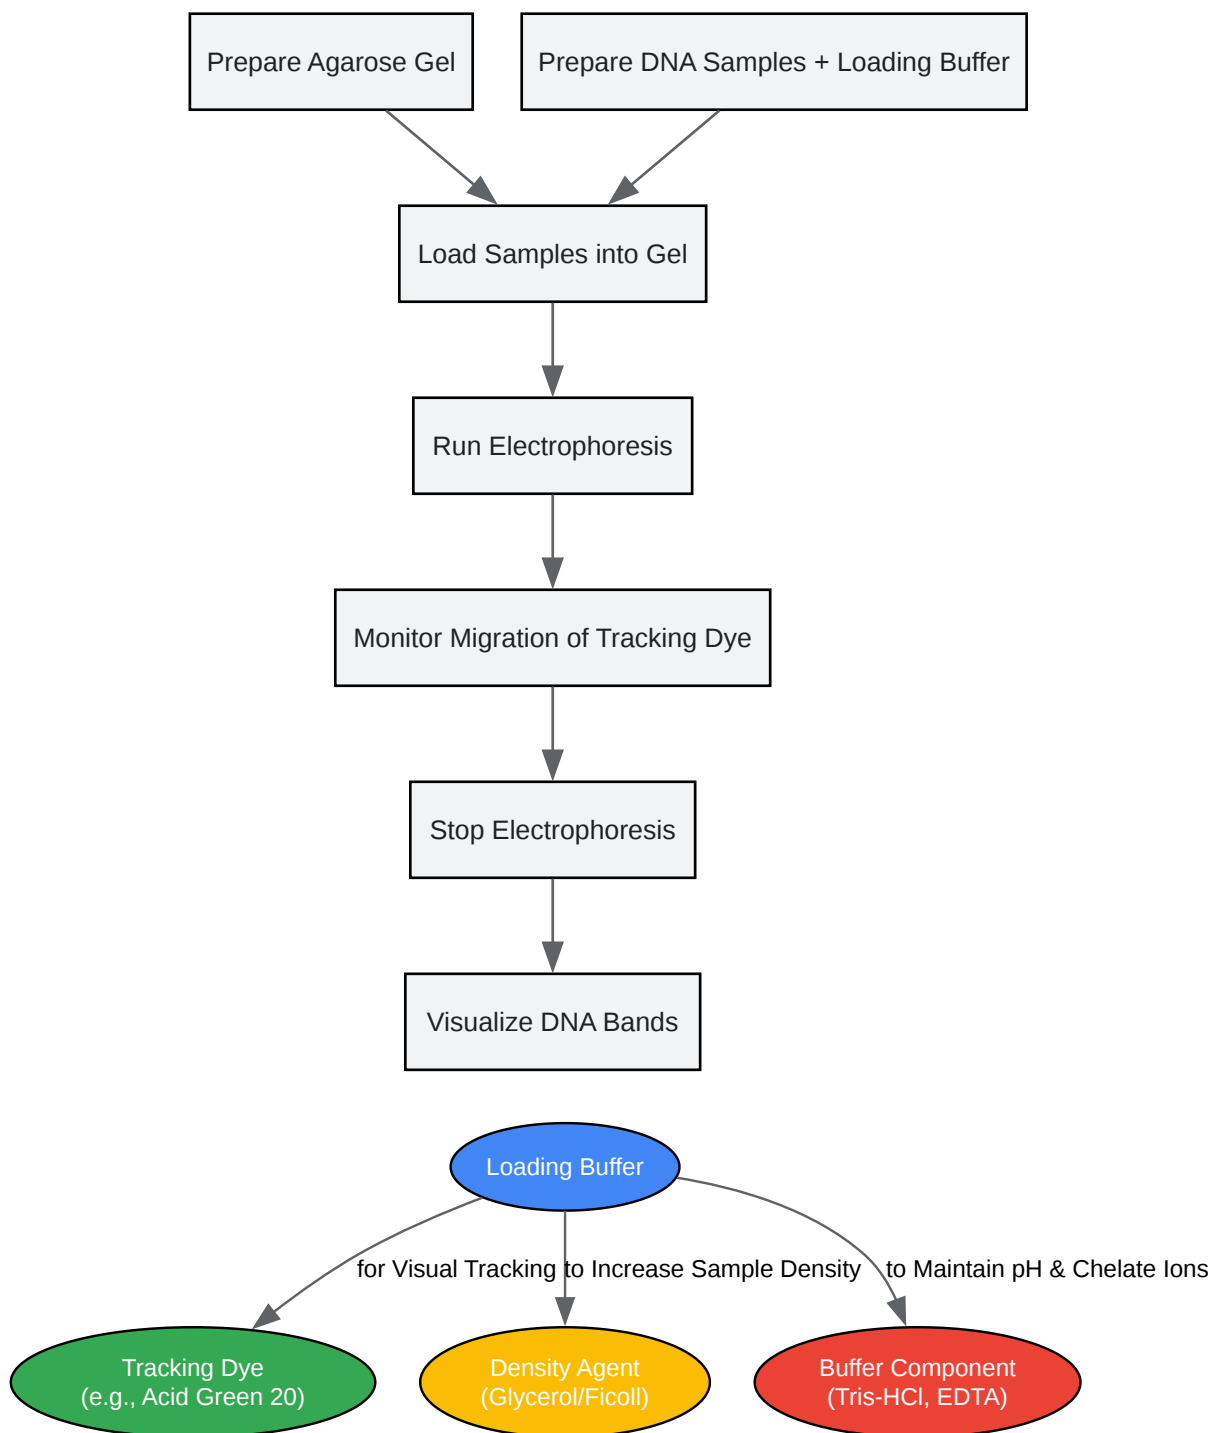 Prepare Agarose Gel
Prepare DNA Samples + Loading Buffer
Load Samples into Gel
Run Electrophoresis
Monitor Migration of Tracking Dye
Stop Electrophoresis
Visualize DNA Bands
Loading Buffer
for Visual Tracking
to Increase Sample Density
to Maintain pH & Chelate Ions
Tracking Dye
(e.g., Acid Green 20)
Density Agent
(Glycerol/Ficoll)
Buffer Component
(Tris-HCl, EDTA)